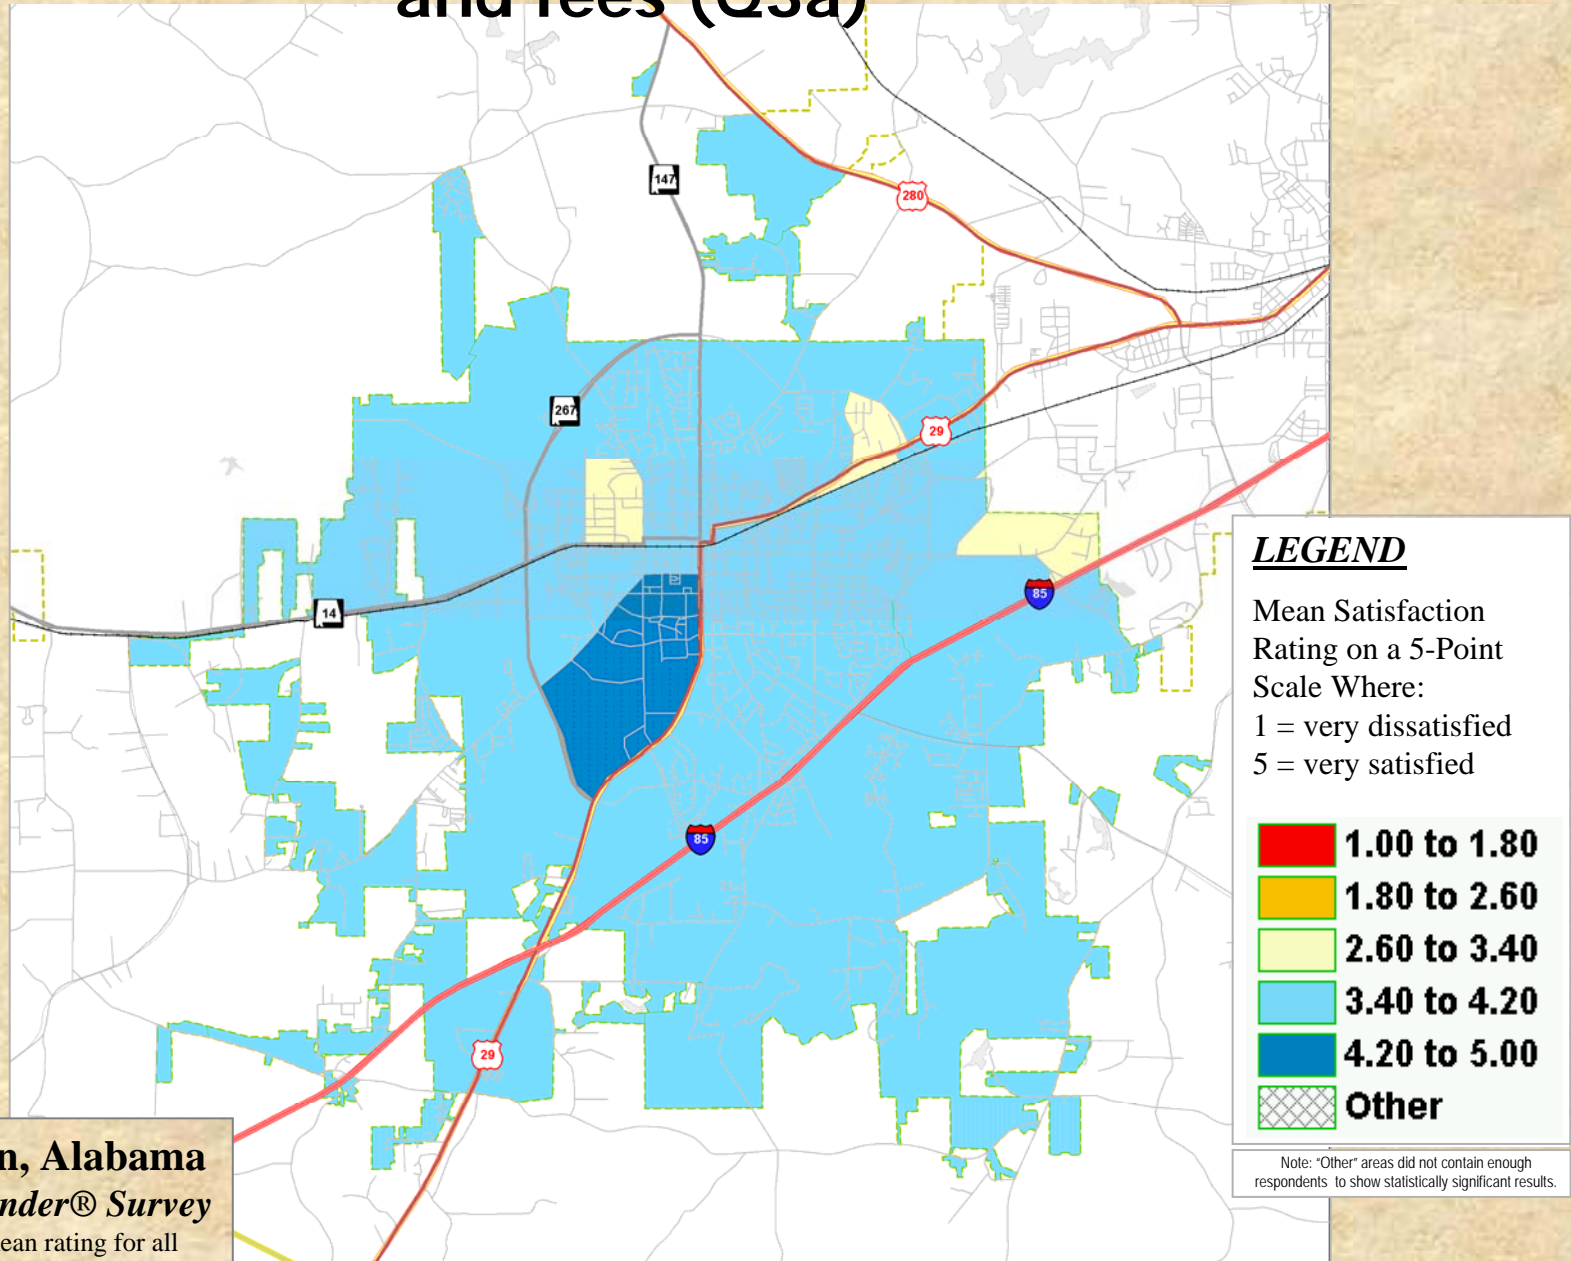 and fees (Q3a)
147
280
267
29
14
85
85
29
LEGEND
Mean Satisfaction
Rating on a 5-Point
Scale Where:
1 = very dissatisfied
5 = very satisfied
1.00 to 1.80
1.80 to 2.60
2.60 to 3.40
3.40 to 4.20
4.20 to 5.00
Other
Note: "Other" areas did not contain enough
respondents to show statistically significant results.
n, Alabama
nder® Survey
ean rating for all